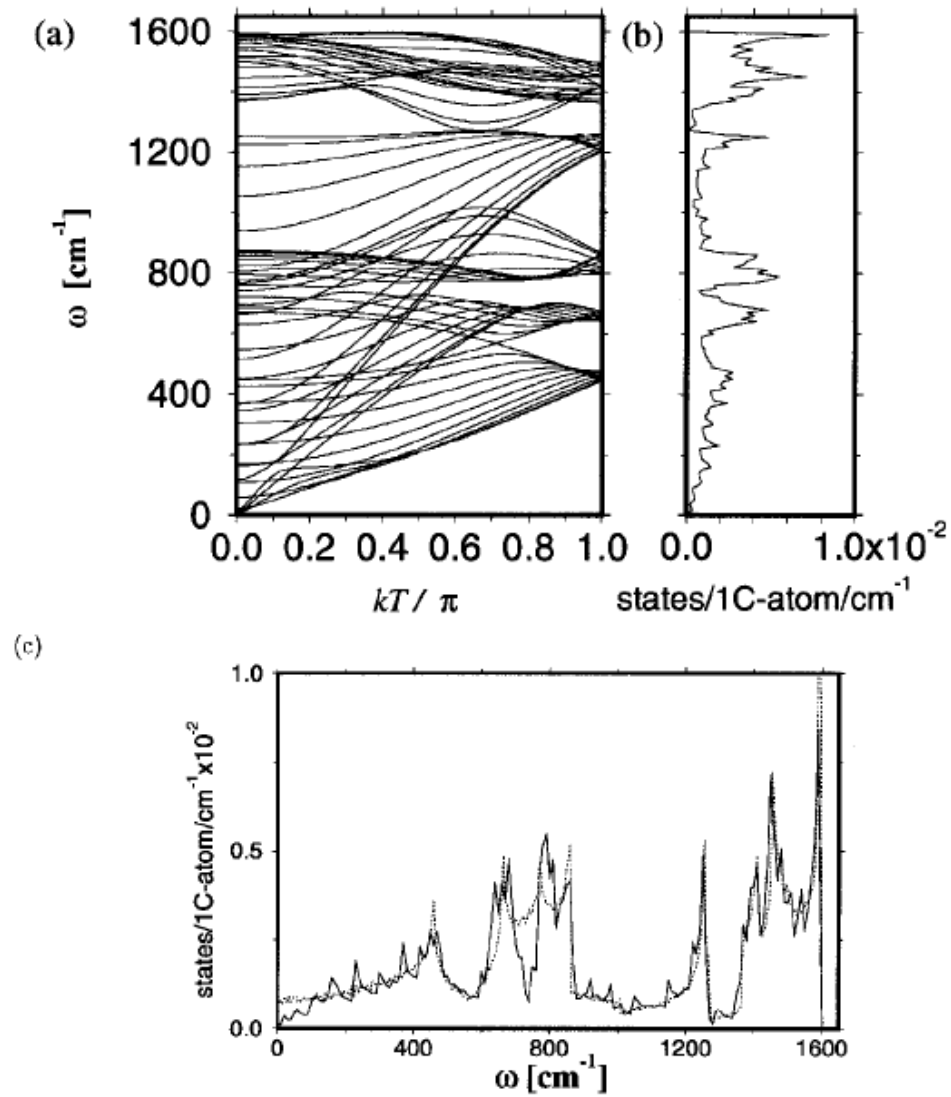 (a)
(b)
1600
1200
800
400
0
ω [cm-1]
0.0 0.2 0.4 0.6 0.8 1.0
kT / π
0.0 1.0x10-2
states/1C-atom/cm-1
(c)
1.0
0.5
0.0
states/1C-atom/cm-1x10-2
0 400 800 1200 1600
ω [cm-1]